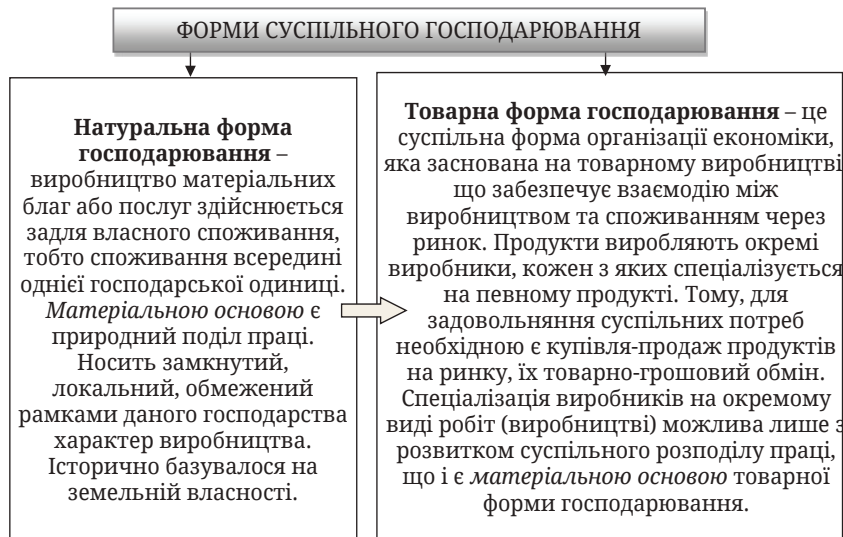 ФОРМИ СУСПІЛЬНОГО ГОСПОДАРЮВАННЯ
Натуральна форма
господарювання –
виробництво матеріальних
благ або послуг здійснюється
задля власного споживання,
тобто споживання всередині
однієї господарської одиниці.
Матеріальною основою є
природний поділ праці.
Носить замкнутий,
локальний, обмежений
рамками даного господарства
характер виробництва.
Історично базувалося на
земельній власності.
Товарна форма господарювання – це
суспільна форма організації економіки,
яка заснована на товарному виробництві
що забезпечує взаємодію між
виробництвом та споживанням через
ринок. Продукти виробляють окремі
виробники, кожен з яких спеціалізується
на певному продукті. Тому, для
задовольняння суспільних потреб
необхідною є купівля-продаж продуктів
на ринку, їх товарно-грошовий обмін.
Спеціалізація виробників на окремому
виді робіт (виробництві) можлива лише з
розвитком суспільного розподілу праці,
що і є матеріальною основою товарної
форми господарювання.